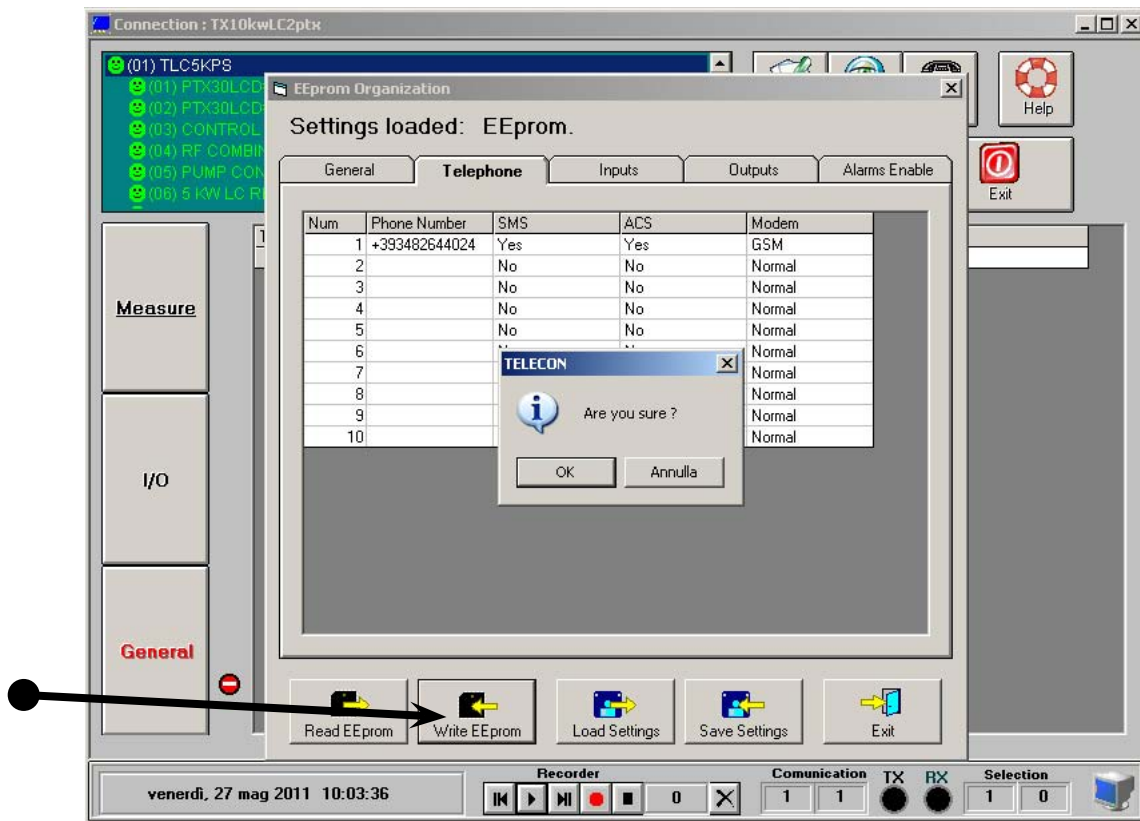 Connection : TX10kwLC2ptx
(01) TLC5KPS
(01) PTX30LCD
(02) PTX30LCD
(03) CONTROL
(04) RF COMBIN
(05) PUMP CON
(06) 5 KW LC R
Help
Exit
EEprom Organization
Settings loaded: EEprom.
General Telephone Inputs Outputs Alarms Enable
Num Phone Number SMS ACS Modem
1 +393482644024 Yes Yes GSM
2 No No Normal
3 No No Normal
4 No No Normal
5 No No Normal
6 Normal
7 Normal
8 Normal
9 Normal
10 Normal
TELECON
Are you sure ?
OK Annulla
Measure
I/O
General
Read EEprom Write EEprom Load Settings Save Settings Exit
venerdì, 27 mag 2011 10:03:36
Recorder
0
Comunication
1 1
TX RX
Selection
1 0